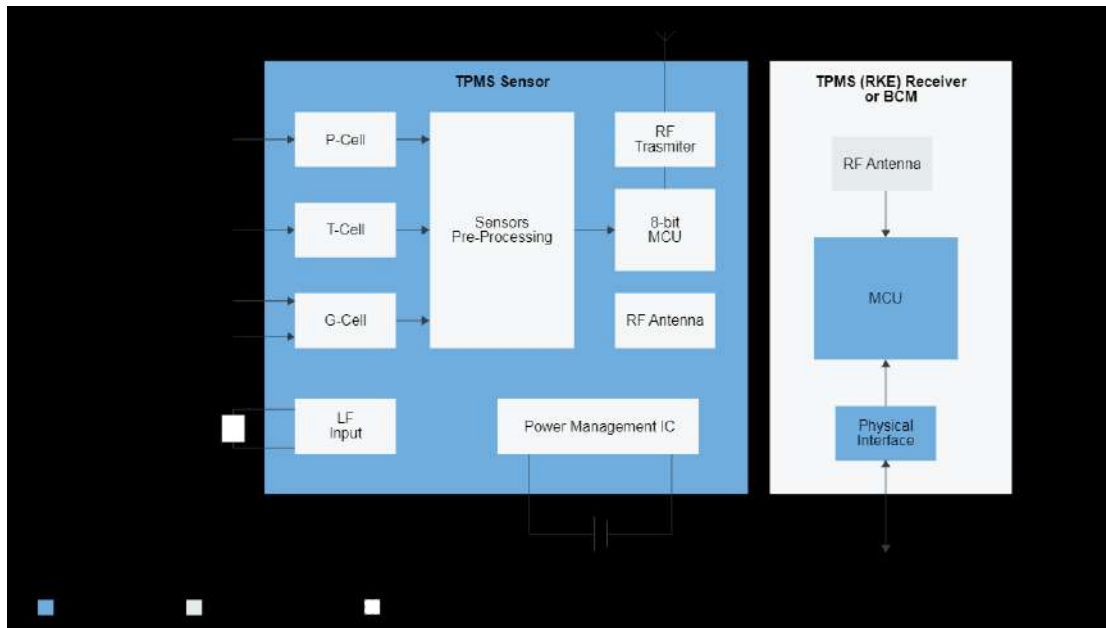 TPMS Sensor
P-Cell
T-Cell
G-Cell
LF
Input
Sensors
Pre-Processing
RF
Trasmiter
8-bit
MCU
RF Antenna
Power Management IC
TPMS (RKE) Receiver
or BCM
RF Antenna
MCU
Physical
Interface